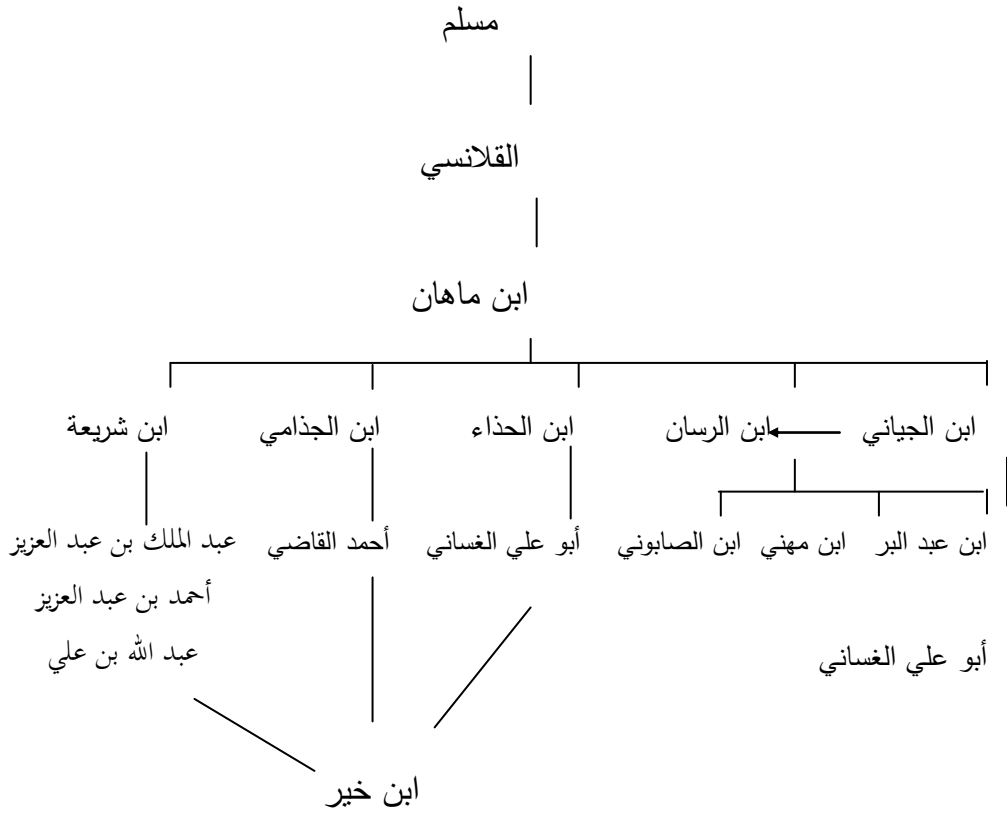 مسلم
القلانسي
ابن ماهان
ابن الجياني ابن الرسان ابن الحذاء ابن الجذامي ابن شريعة
ابن عبد البر ابن مهني ابن الصابوني أبو علي الغساني أحمد القاضي عبد الملك بن عبد العزيز
أحمد بن عبد العزيز
أبو علي الغساني عبد الله بن علي
ابن خير